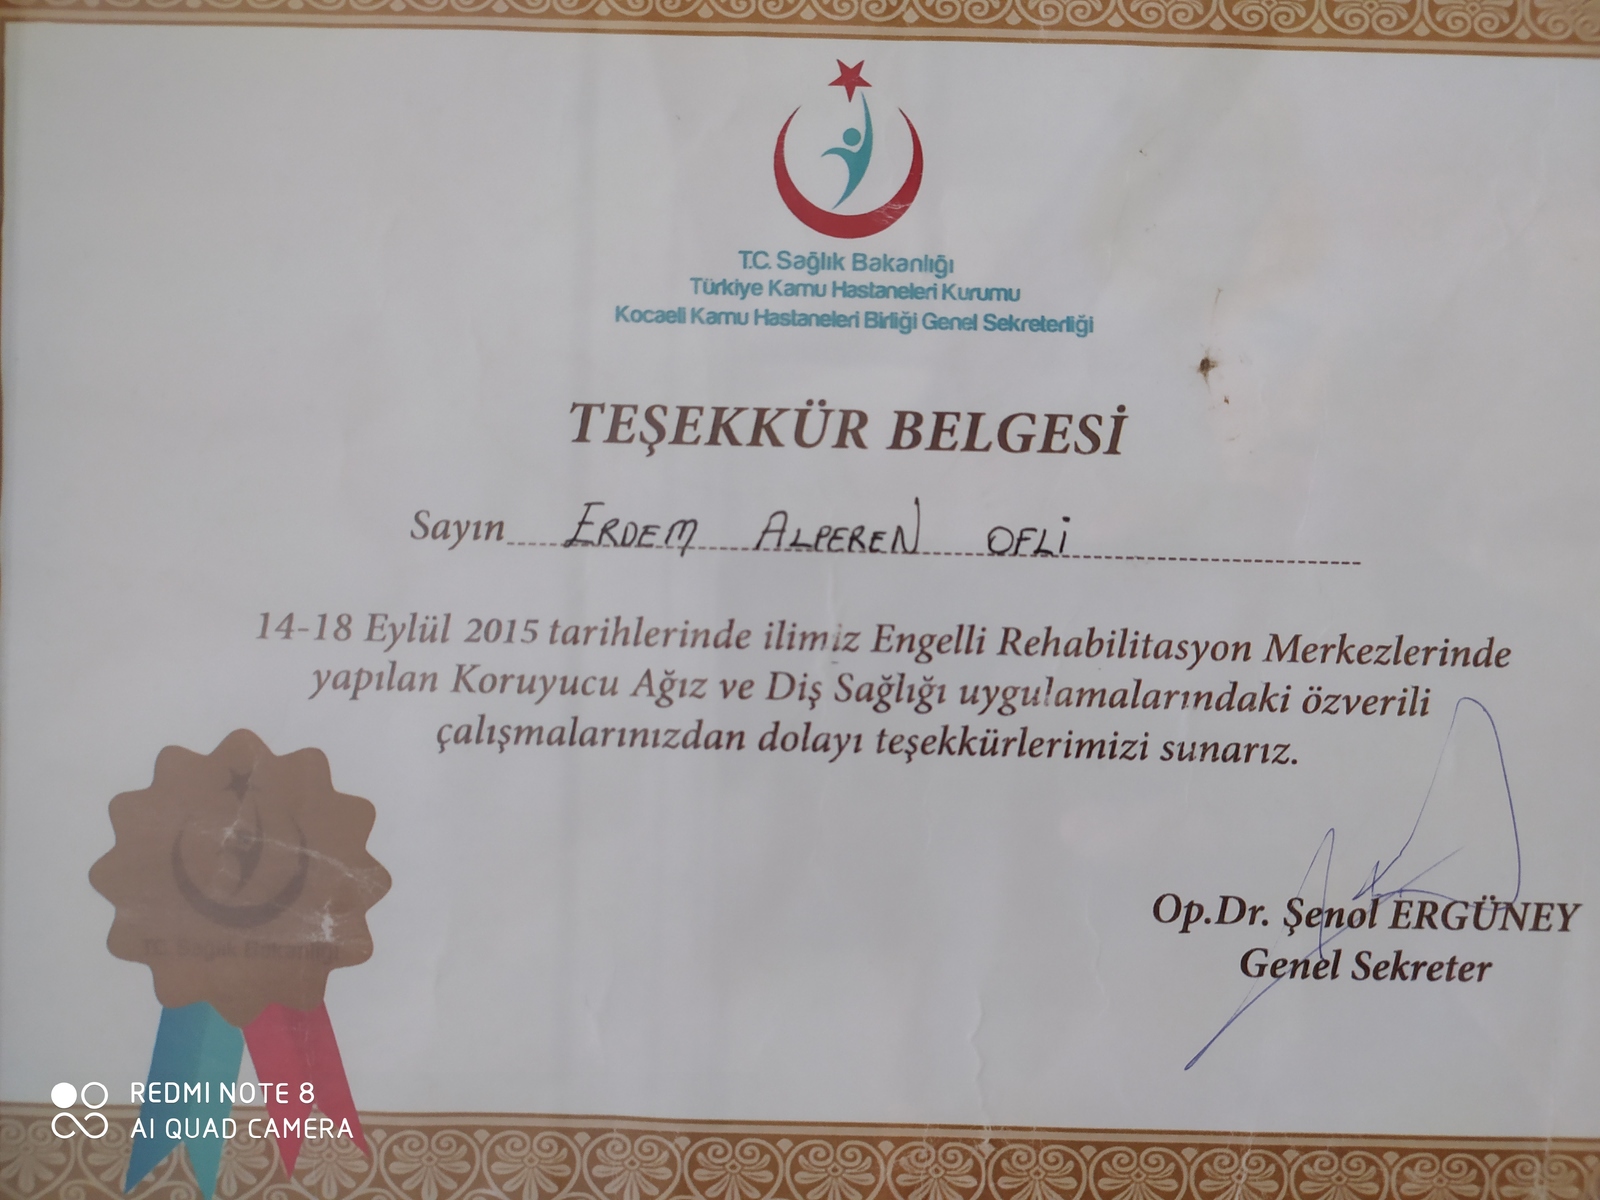 T.C. Sağlık Bakanlığı
Türkiye Kamu Hastaneleri Kurumu
Kocaeli Kamu Hastaneleri Birliği Genel Sekreterliği
TEŞEKKÜR BELGESİ
Sayın ERDEM ALPEREN OFLİ
14-18 Eylül 2015 tarihlerinde ilimiz Engelli Rehabilitasyon Merkezlerinde
yapılan Koruyucu Ağız ve Diş Sağlığı uygulamalarındaki özverili
çalışmalarınızdan dolayı teşekkürlerimizi sunarız.
T.C. Sağlık Bakanlığı
Op.Dr. Şenol ERGÜNEY
Genel Sekreter
REDMI NOTE 8
AI QUAD CAMERA